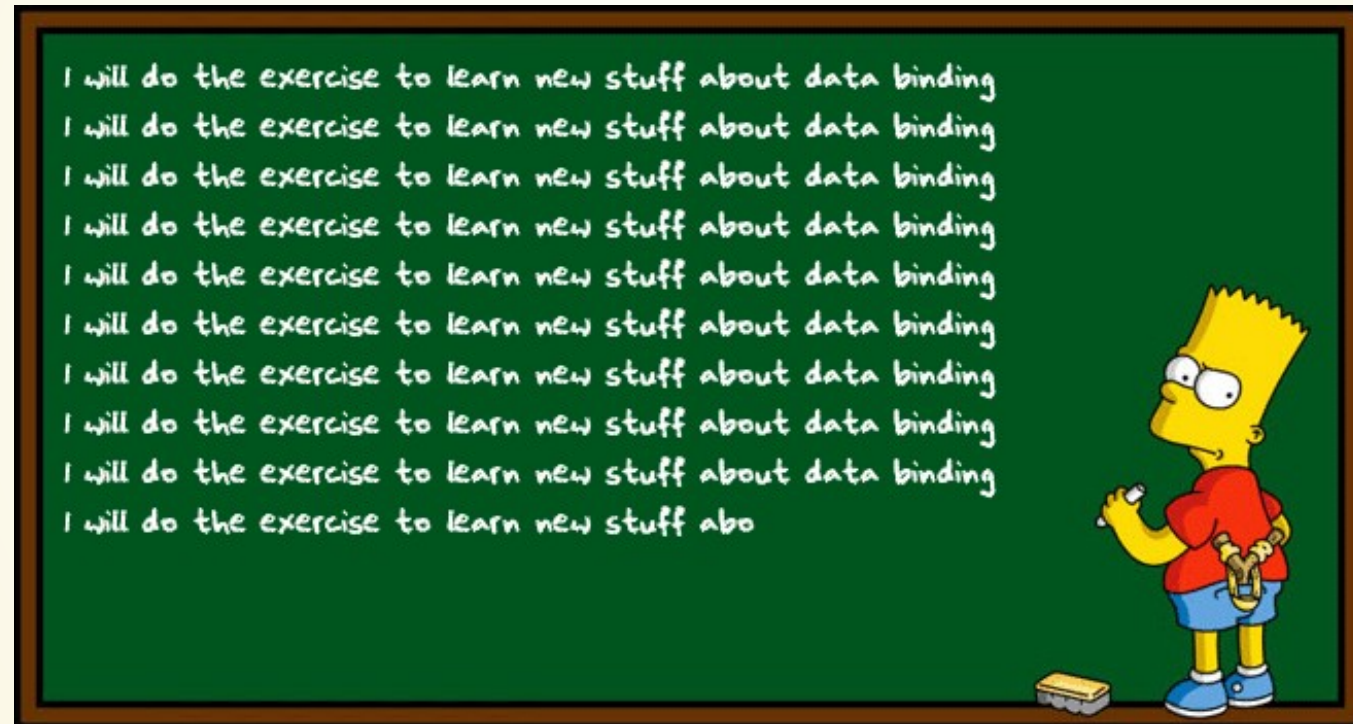 I will do the exercise to learn new stuff about data binding
I will do the exercise to learn new stuff about data binding
I will do the exercise to learn new stuff about data binding
I will do the exercise to learn new stuff about data binding
I will do the exercise to learn new stuff about data binding
I will do the exercise to learn new stuff about data binding
I will do the exercise to learn new stuff about data binding
I will do the exercise to learn new stuff about data binding
I will do the exercise to learn new stuff about data binding
I will do the exercise to learn new stuff abo